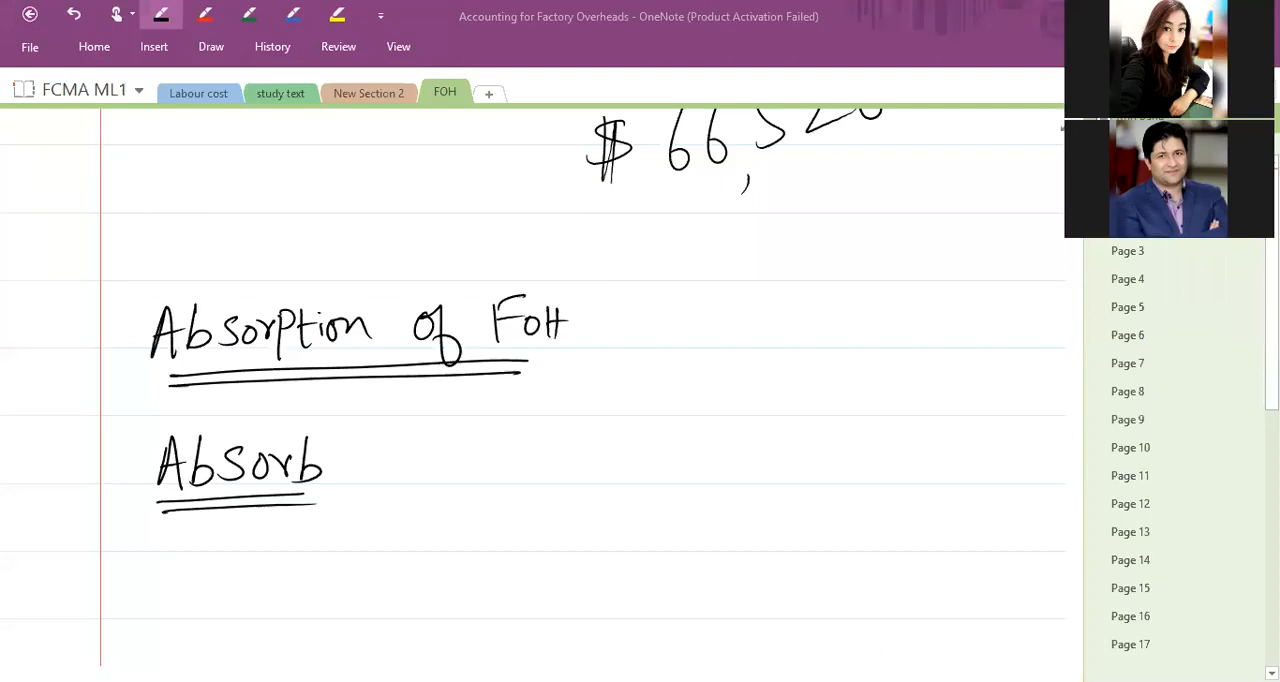 Accounting for Factory Overheads - OneNote (Product Activation Failed)
File Home Insert Draw History Review View
FCMA ML1 Labour cost study text New Section 2 FOH
$ 66,520
Absorption of FOH
Absorb
Page 3
Page 4
Page 5
Page 6
Page 7
Page 8
Page 9
Page 10
Page 11
Page 12
Page 13
Page 14
Page 15
Page 16
Page 17